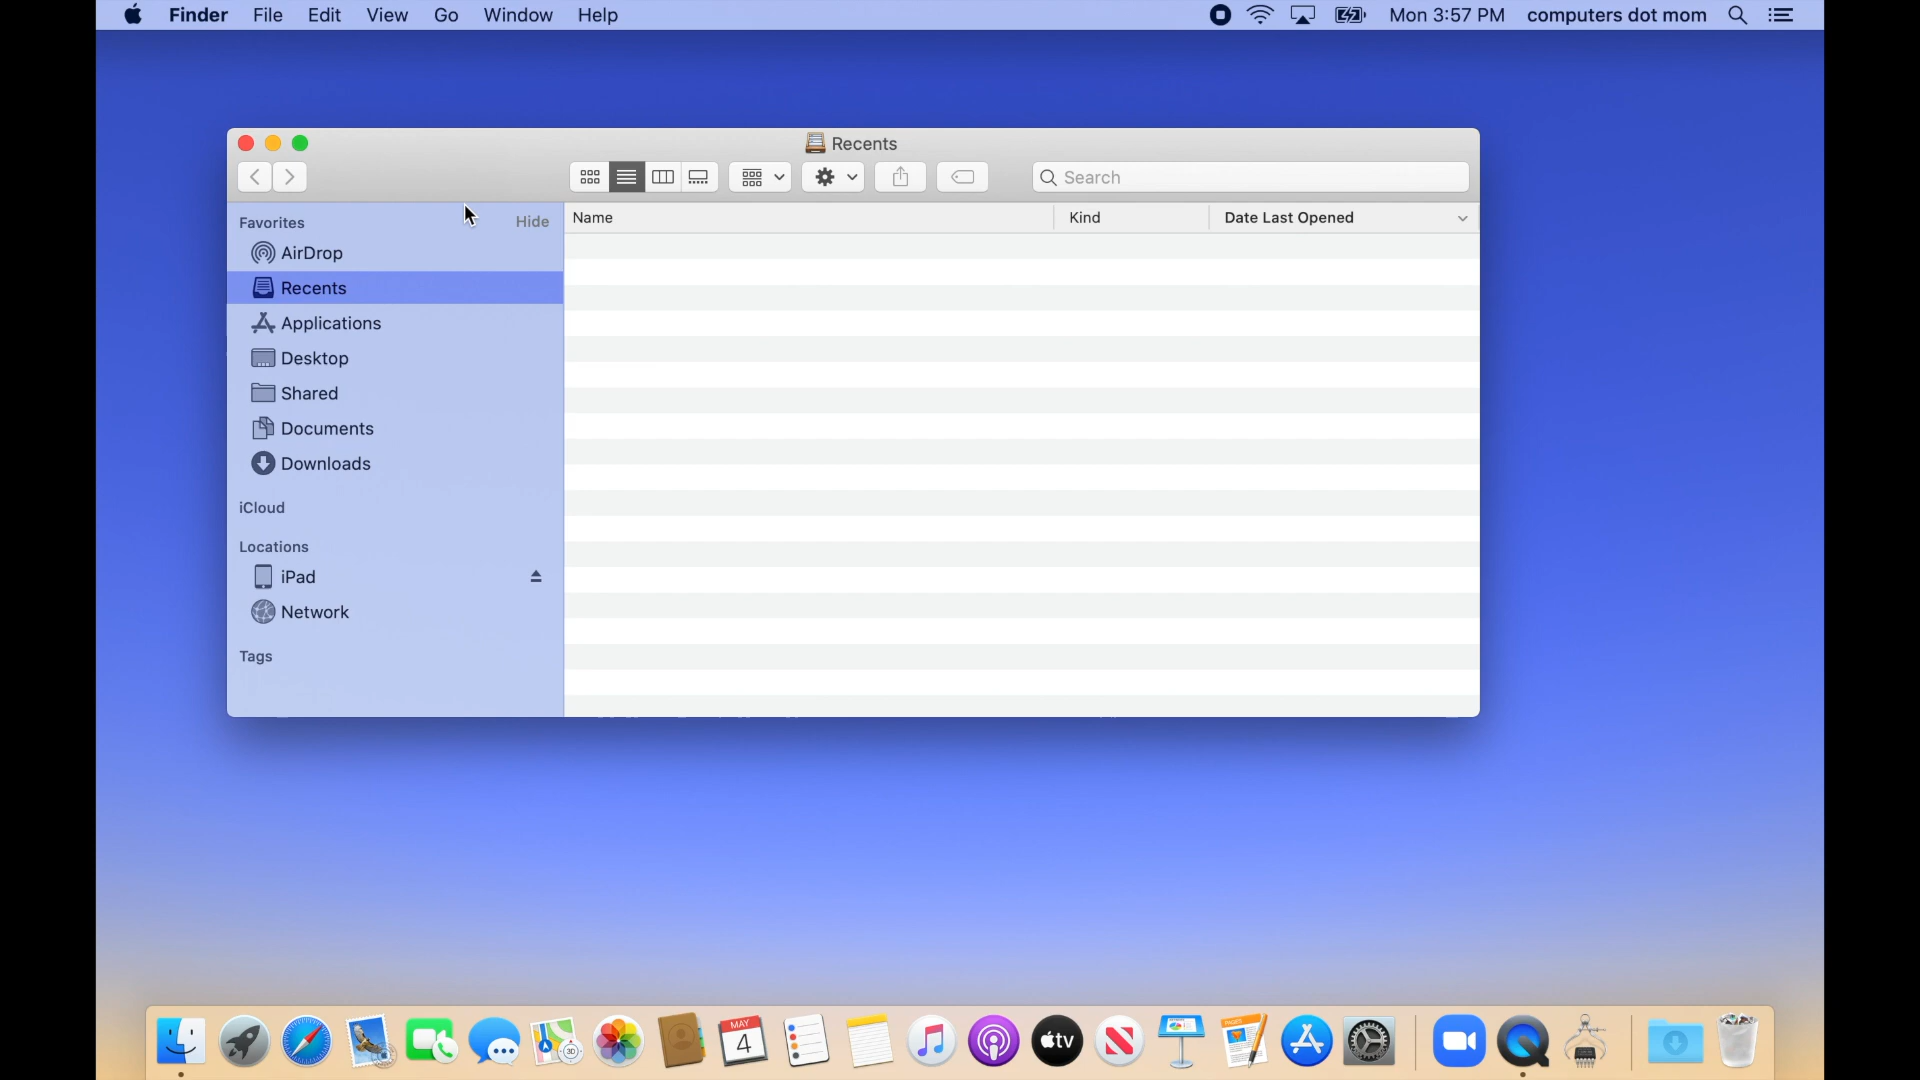 Finder File Edit View Go Window Help Mon 3:57 PM computers dot mom
Recents
Search
Favorites Hide
Name Kind Date Last Opened
AirDrop
Recents
Applications
Desktop
Shared
Documents
Downloads
iCloud
Locations
iPad
Network
Tags
MAY
4
3D
tv
PAGES